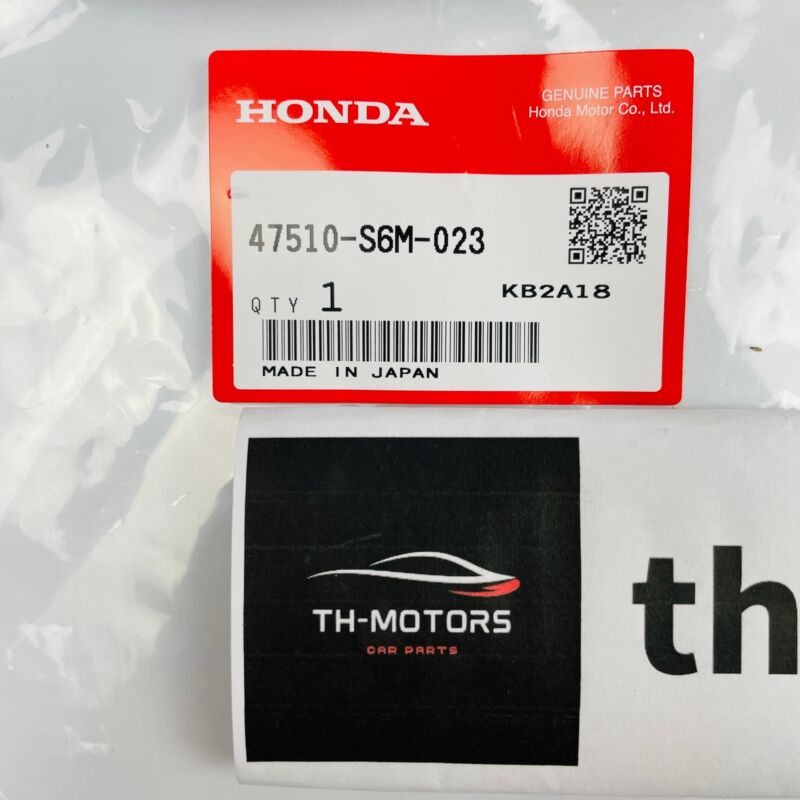 HONDA
GENUINE PARTS
Honda Motor Co., Ltd.
47510-S6M-023
QTY 1
KB2A18
MADE IN JAPAN
TH-MOTORS
CAR PARTS
th